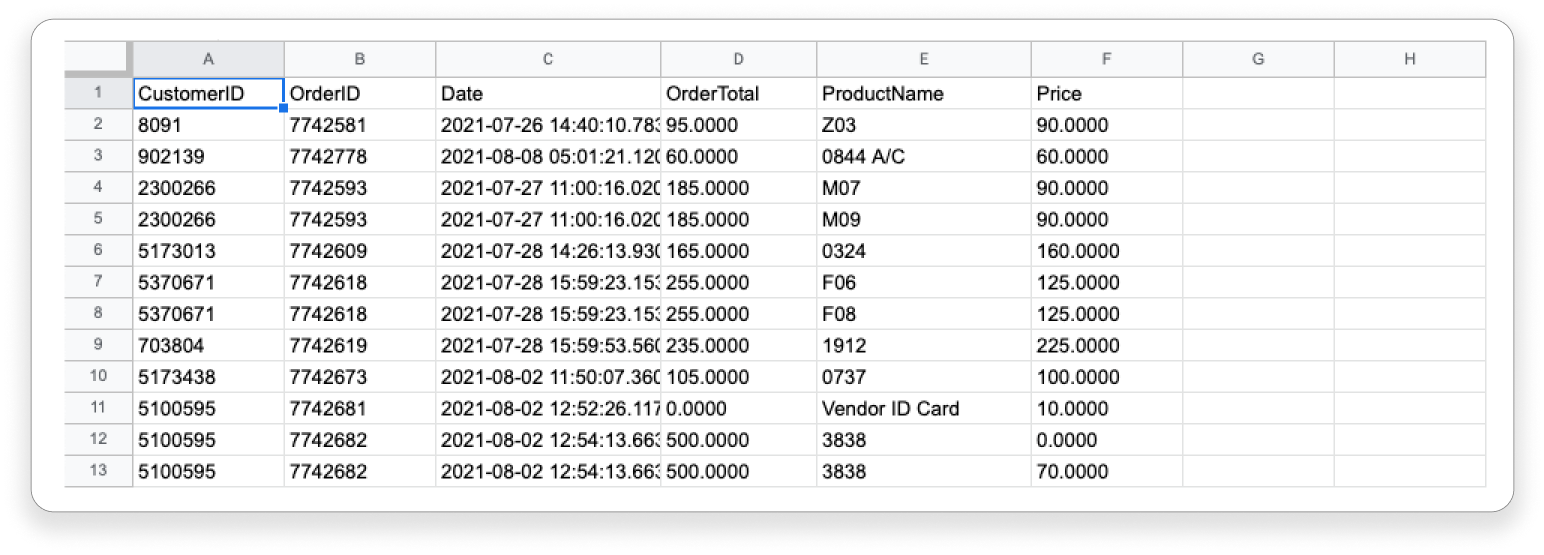 A B C D E F G H
1 CustomerID OrderID Date OrderTotal ProductName Price
2 8091 7742581 2021-07-26 14:40:10.783 95.0000 Z03 90.0000
3 902139 7742778 2021-08-08 05:01:21.120 60.0000 0844 A/C 60.0000
4 2300266 7742593 2021-07-27 11:00:16.020 185.0000 M07 90.0000
5 2300266 7742593 2021-07-27 11:00:16.020 185.0000 M09 90.0000
6 5173013 7742609 2021-07-28 14:26:13.930 165.0000 0324 160.0000
7 5370671 7742618 2021-07-28 15:59:23.153 255.0000 F06 125.0000
8 5370671 7742618 2021-07-28 15:59:23.153 255.0000 F08 125.0000
9 703804 7742619 2021-07-28 15:59:53.560 235.0000 1912 225.0000
10 5173438 7742673 2021-08-02 11:50:07.360 105.0000 0737 100.0000
11 5100595 7742681 2021-08-02 12:52:26.117 0.0000 Vendor ID Card 10.0000
12 5100595 7742682 2021-08-02 12:54:13.663 500.0000 3838 0.0000
13 5100595 7742682 2021-08-02 12:54:13.663 500.0000 3838 70.0000